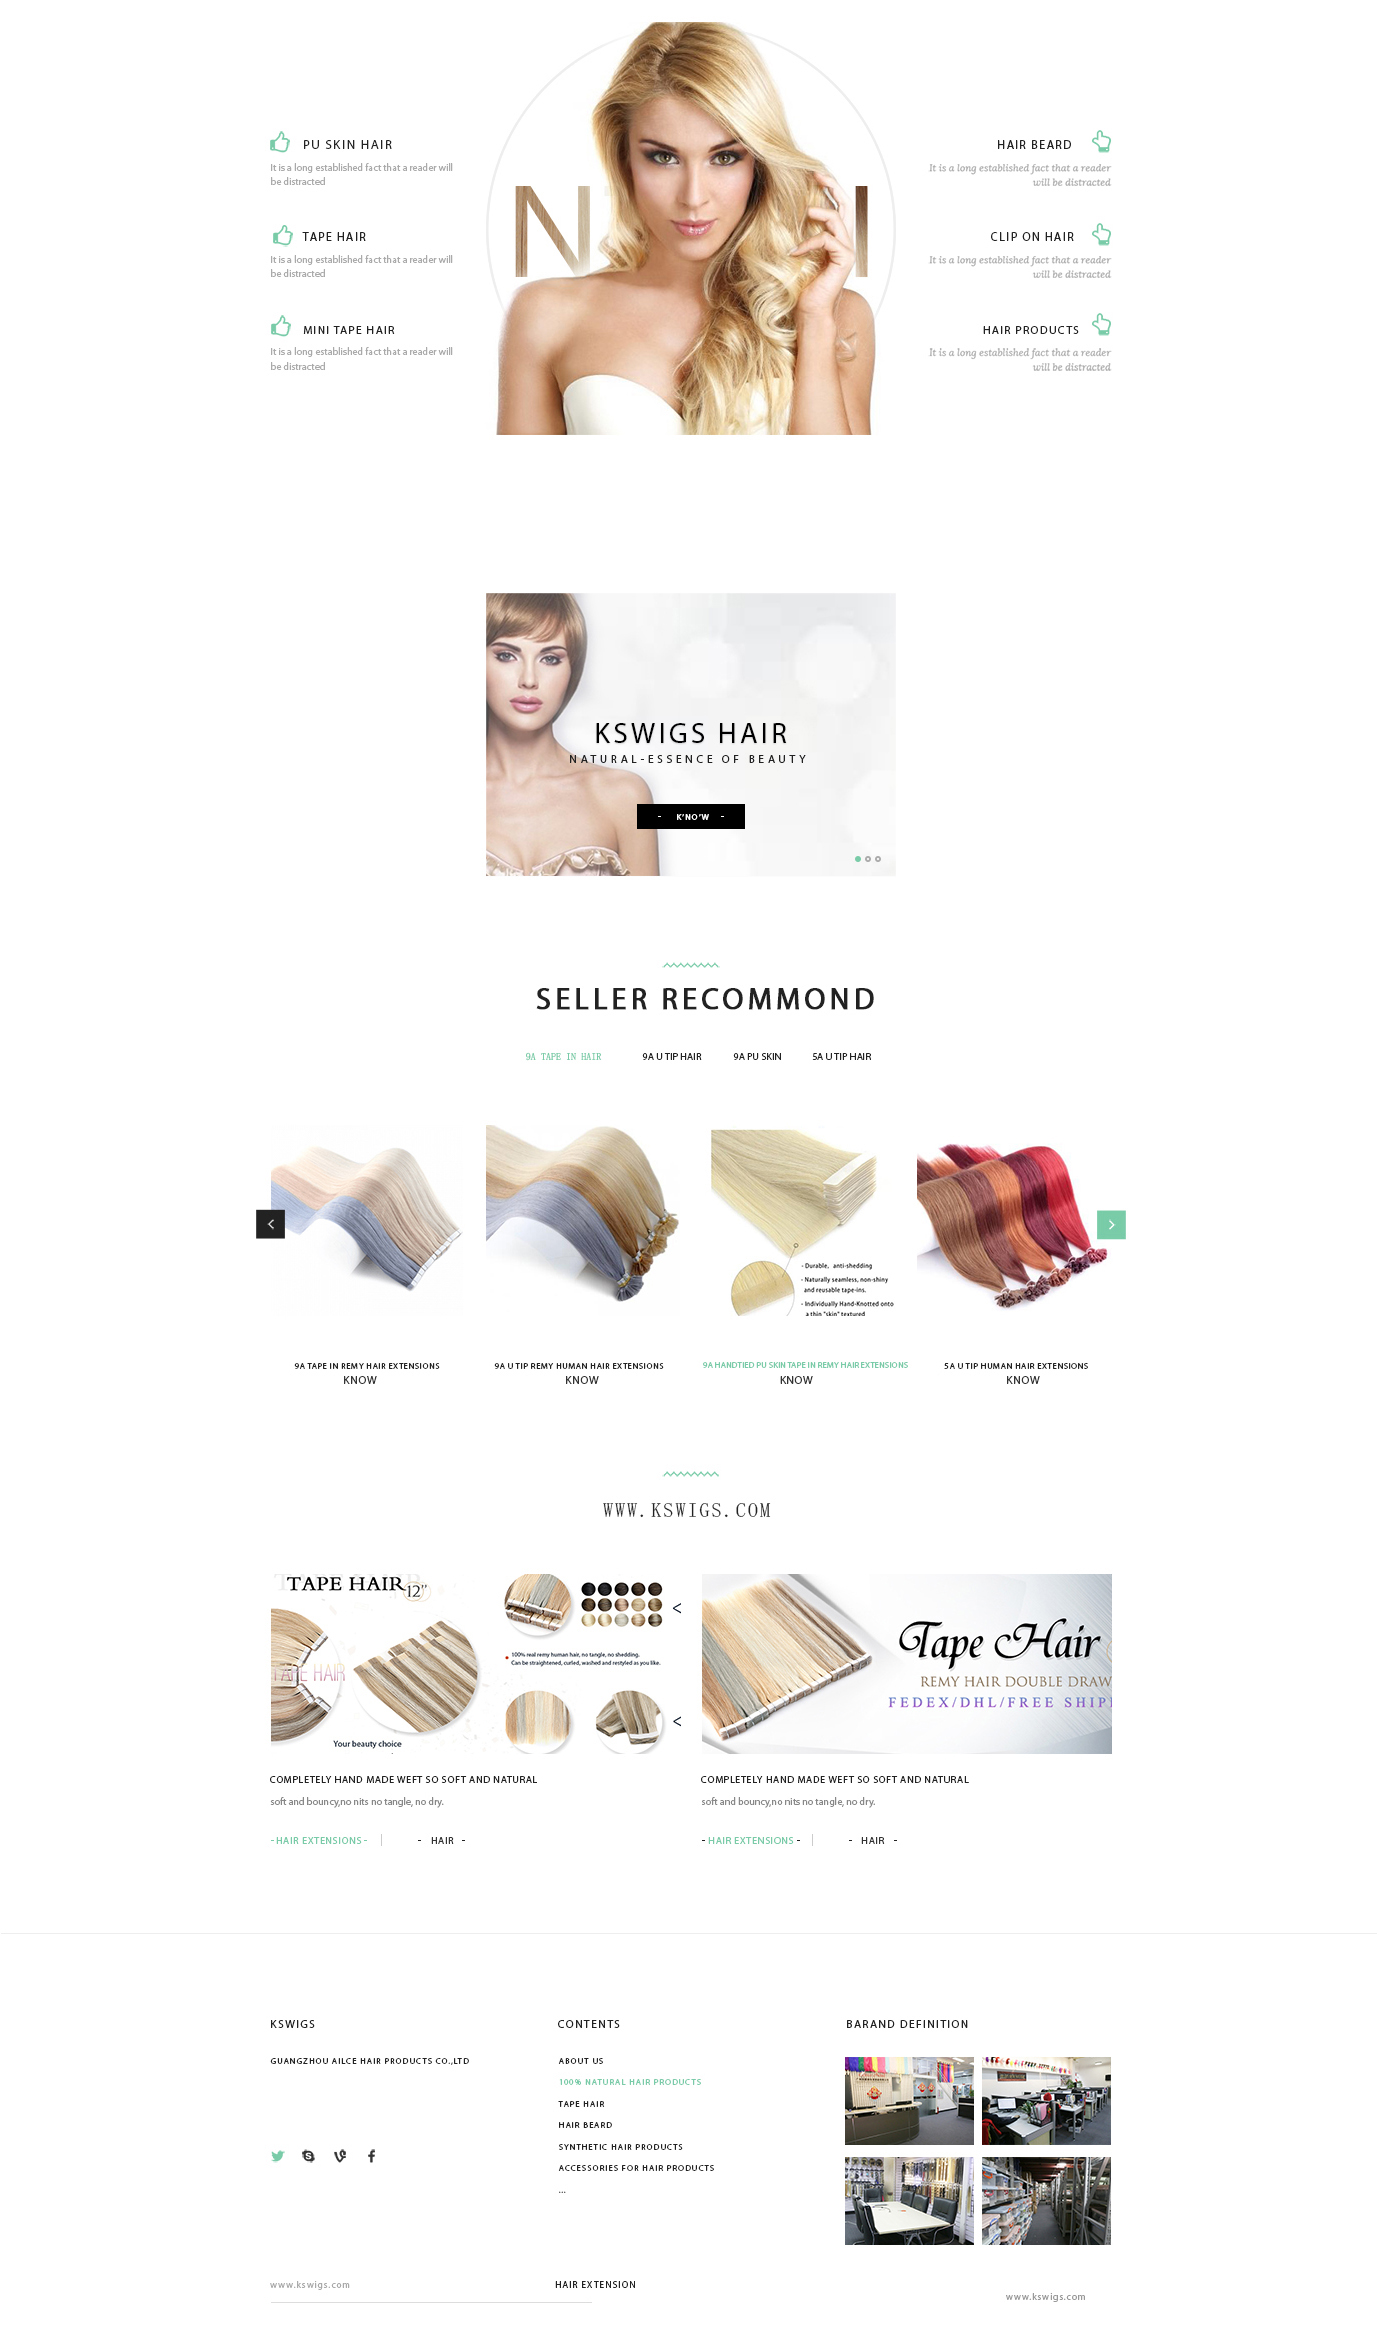 PU SKIN HAIR
It is a long established fact that a reader will
be distracted
TAPE HAIR
It is a long established fact that a reader will
be distracted
MINI TAPE HAIR
It is a long established fact that a reader will
be distracted
N I
HAIR BEARD
It is a long established fact that a reader
will be distracted
CLIP ON HAIR
It is a long established fact that a reader
will be distracted
HAIR PRODUCTS
It is a long established fact that a reader
will be distracted
KSWIGS HAIR
NATURAL-ESSENCE OF BEAUTY
- K'NO'W -
SELLER RECOMMOND
9A TAPE IN HAIR 9A U TIP HAIR 9A PU SKIN 5A U TIP HAIR
- Durable, anti-shedding
- Naturally seamless, non-shiny
and reusable tape-ins.
- Individually Hand-Knotted onto
a thin "skin" textured
9A TAPE IN REMY HAIR EXTENSIONS
KNOW
9A U TIP REMY HUMAN HAIR EXTENSIONS
KNOW
9A HANDTIED PU SKIN TAPE IN REMY HAIR EXTENSIONS
KNOW
5A U TIP HUMAN HAIR EXTENSIONS
KNOW
WWW.KSWIGS.COM
TAPE HAIR 12"
TAPE HAIR
100% real remy human hair, no tangle, no shedding.
Can be straightened, curled, washed and restyled as you like.
Your beauty choice
<
<
Tape Hair
REMY HAIR DOUBLE DRAW
FEDEX/DHL/FREE SHIP
COMPLETELY HAND MADE WEFT SO SOFT AND NATURAL
soft and bouncy,no nits no tangle, no dry.
- HAIR EXTENSIONS - | - HAIR -
COMPLETELY HAND MADE WEFT SO SOFT AND NATURAL
soft and bouncy,no nits no tangle, no dry.
- HAIR EXTENSIONS - | - HAIR -
KSWIGS
GUANGZHOU AILCE HAIR PRODUCTS CO.,LTD
CONTENTS
ABOUT US
100% NATURAL HAIR PRODUCTS
TAPE HAIR
HAIR BEARD
SYNTHETIC HAIR PRODUCTS
ACCESSORIES FOR HAIR PRODUCTS
...
BARAND DEFINITION
www.kswigs.com
HAIR EXTENSION
www.kswigs.com